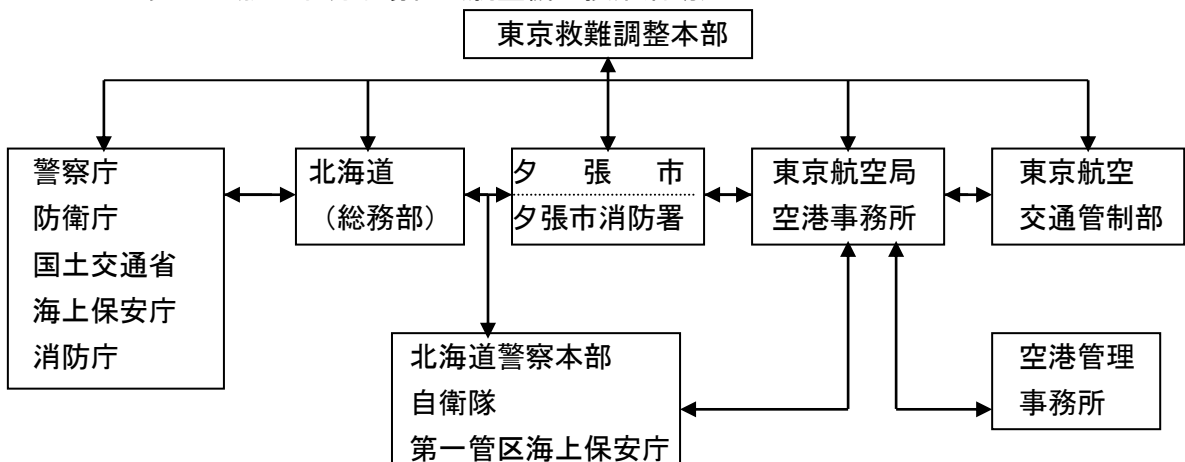 東京救難調整本部
警察庁
防衛庁
国土交通省
海上保安庁
消防庁
北海道
（総務部）
夕　張　市
夕張市消防署
東京航空局
空港事務所
東京航空
交通管制部
北海道警察本部
自衛隊
第一管区海上保安庁
空港管理
事務所